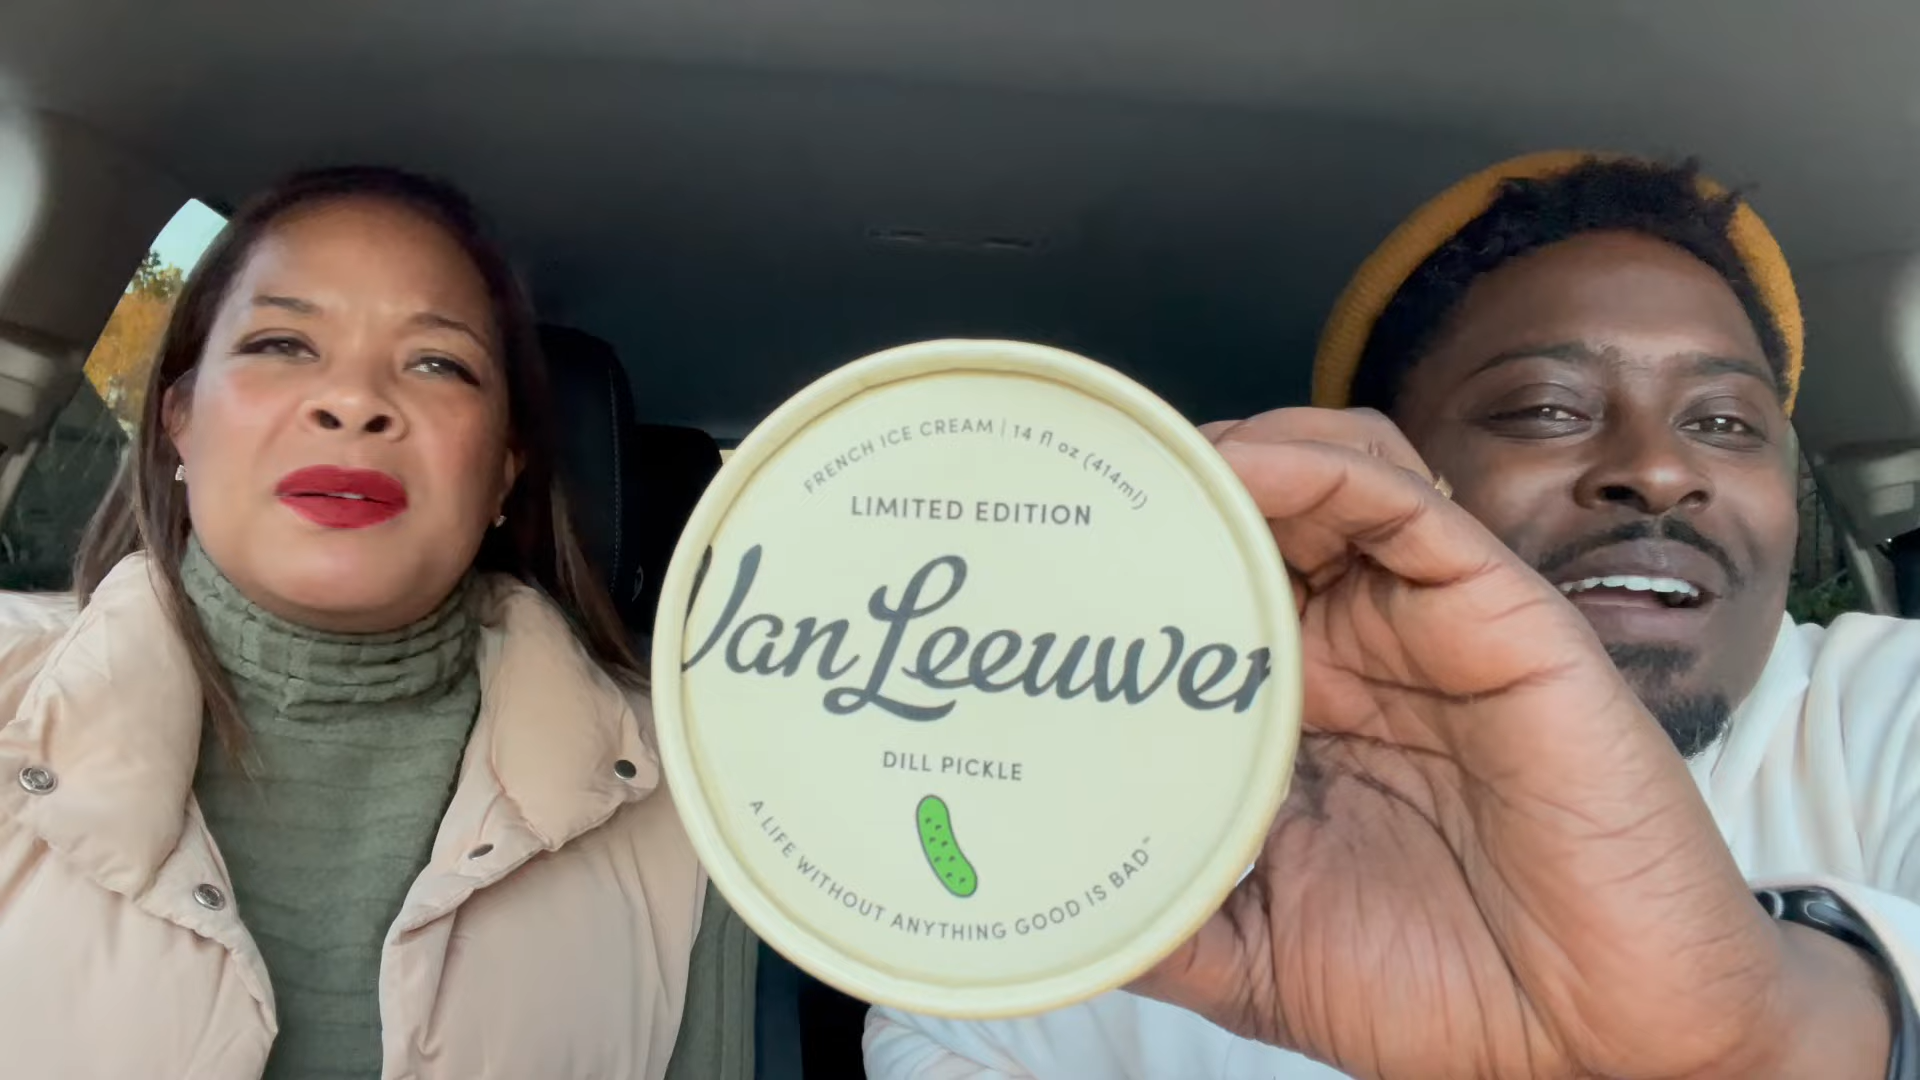 FRENCH ICE CREAM | 14 fl oz (414ml)
LIMITED EDITION
Van Leeuwen
DILL PICKLE
A LIFE WITHOUT ANYTHING GOOD IS BAD™